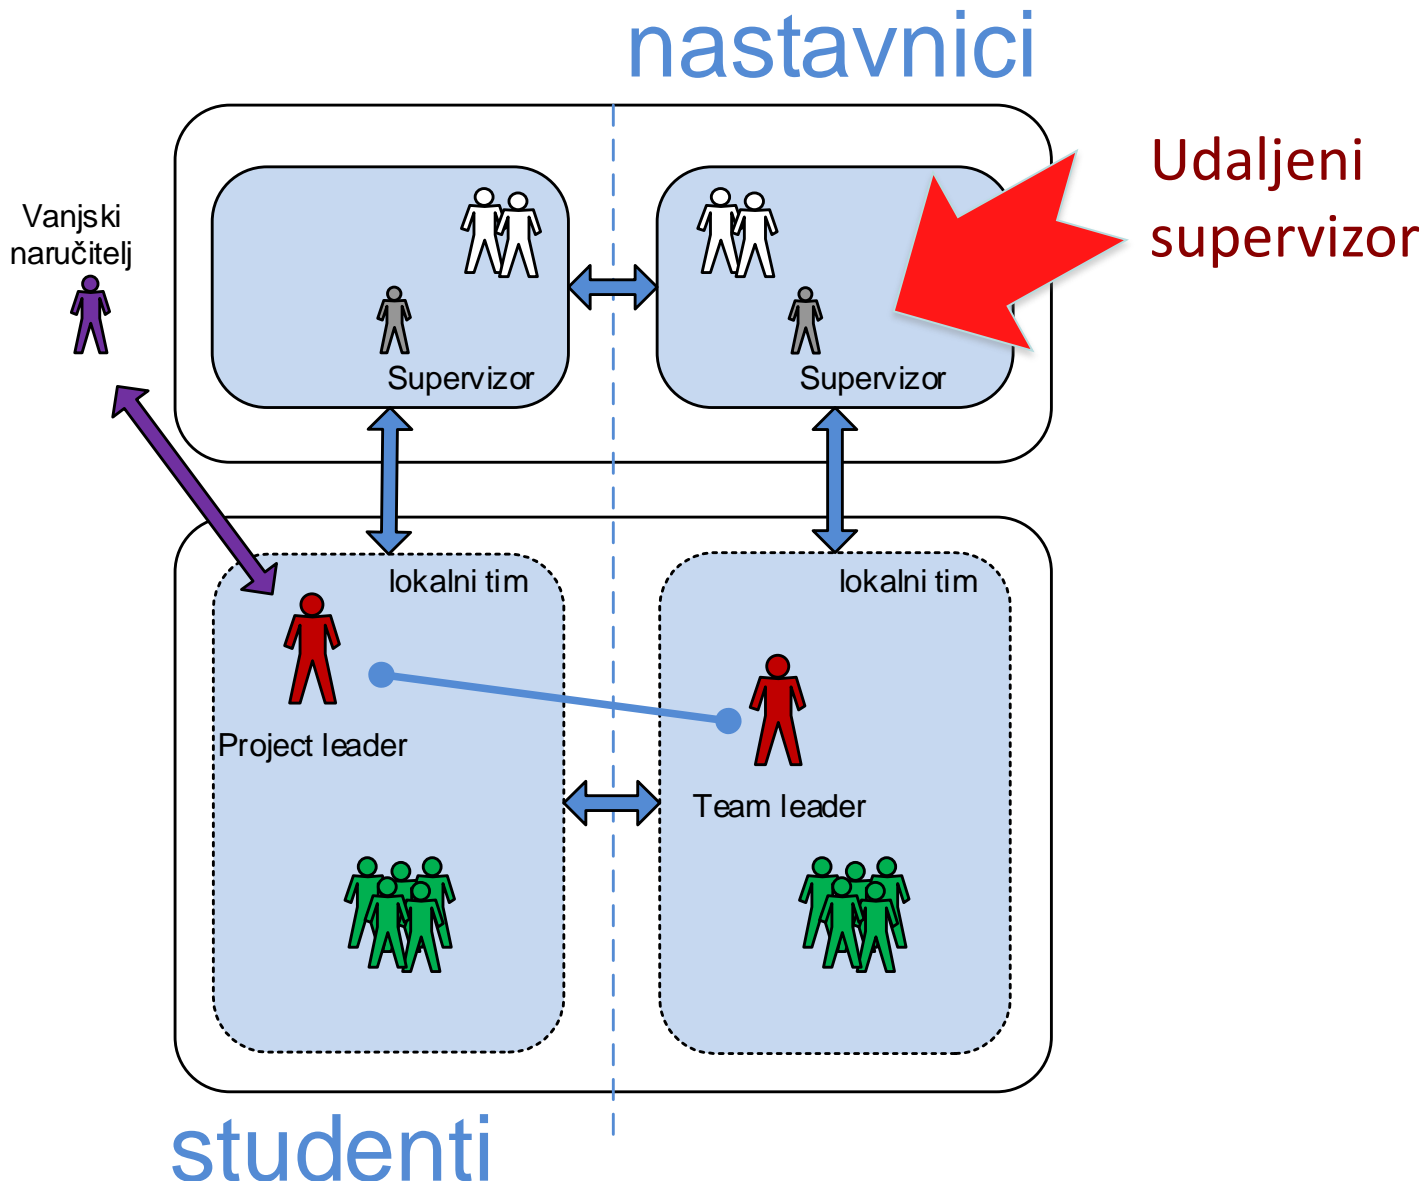 nastavnici
Udaljeni
supervizor
Vanjski
naručitelj
Supervizor
Supervizor
lokalni tim
lokalni tim
Project leader
Team leader
studenti